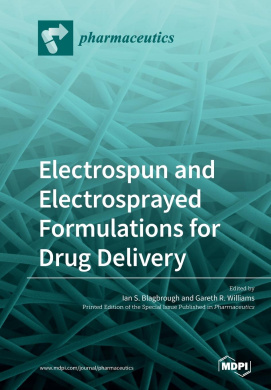 pharmaceutics
Electrospun and
Electrosprayed
Formulations for
Drug Delivery
Edited by
Ian S. Blagbrough and Gareth R. Williams
Printed Edition of the Special Issue Published in Pharmaceutics
www.mdpi.com/journal/pharmaceutics
MDPI